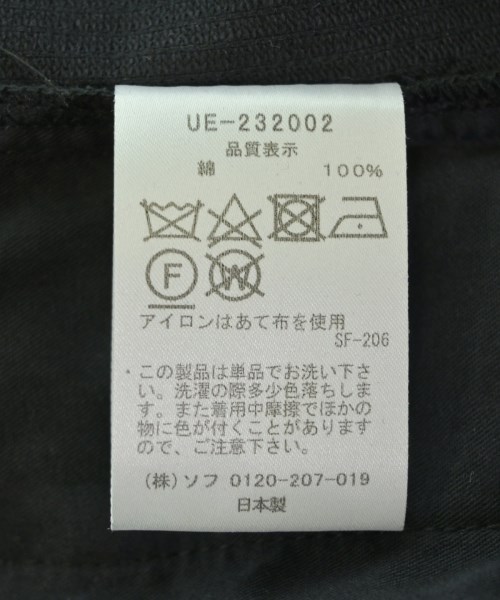 UE-232002
品質表示
綿 100%
F W
アイロンはあて布を使用
SF-206
・この製品は単品でお洗い下さ
い。洗濯の際多少色落ちしま
す。また着用中摩擦でほかの
物に色が付くことがあります
ので、ご注意下さい。
(株)ソフ 0120-207-019
日本製